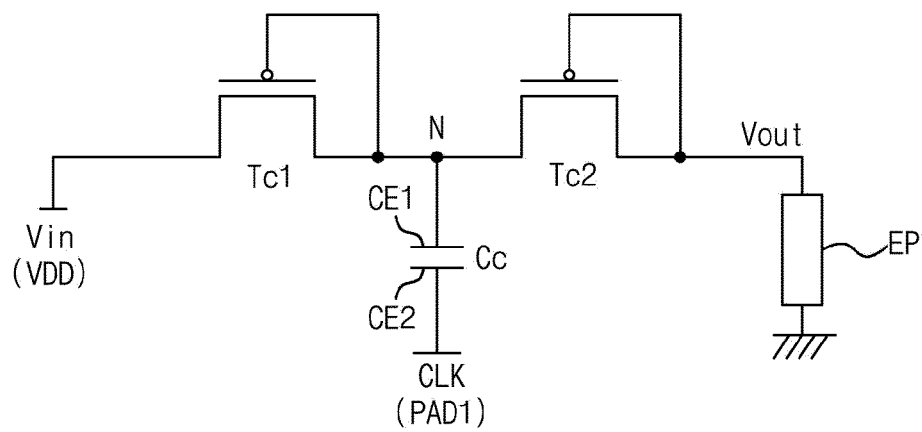 N
Vout
Tc1
Tc2
CE1
Cc
CE2
Vin
(VDD)
EP
CLK
(PAD1)